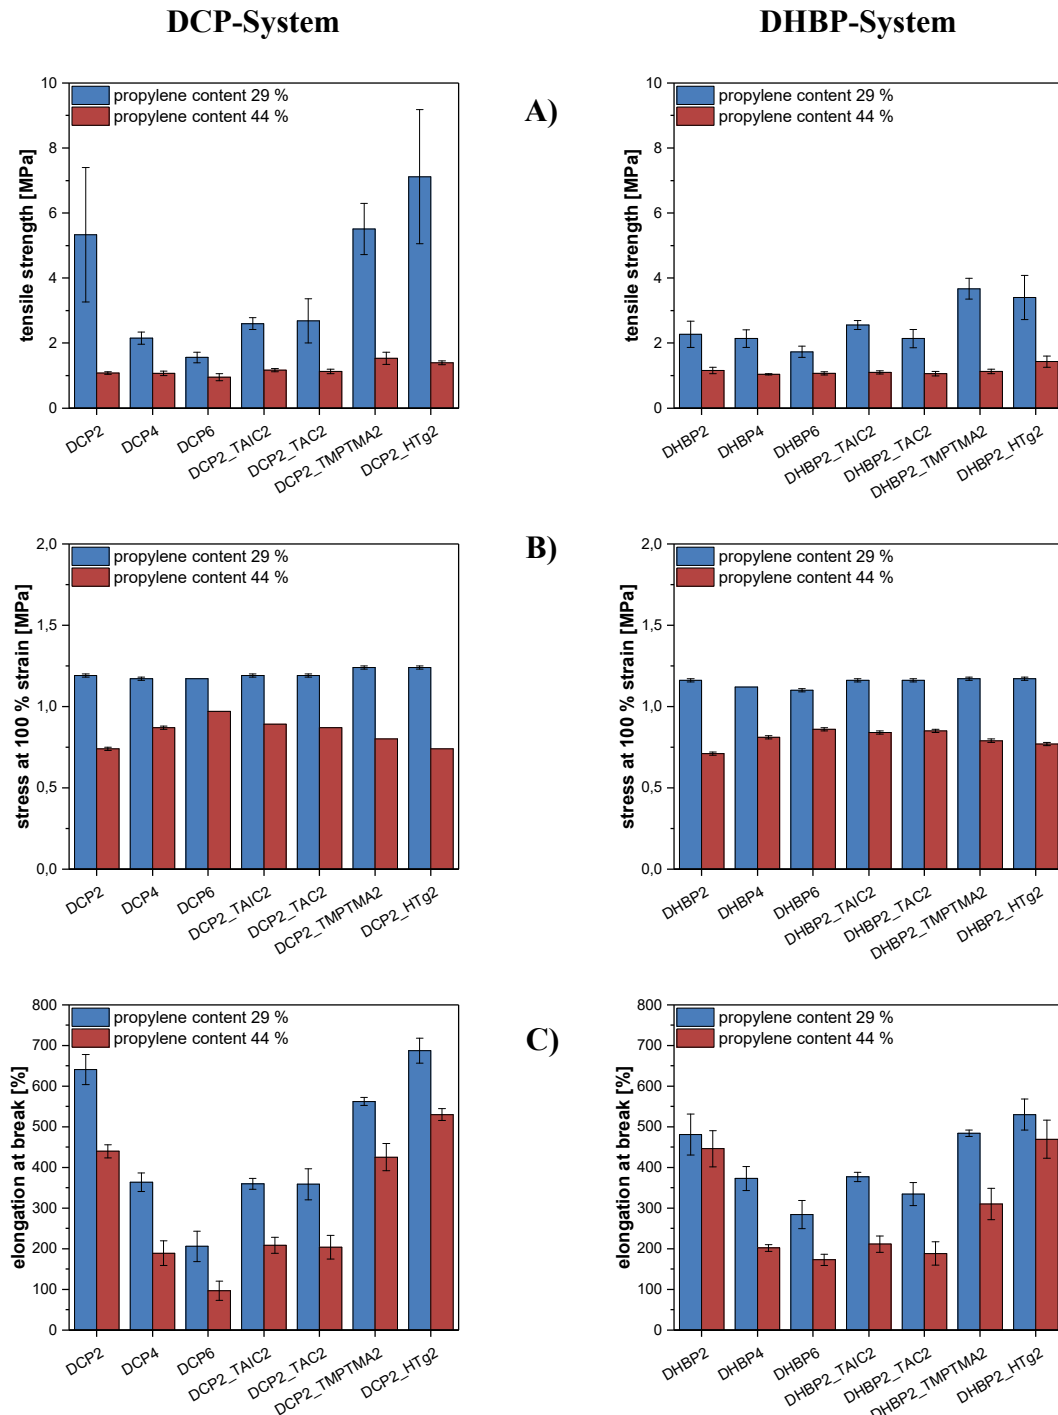 DCP-System
DHBP-System
A)
tensile strength [MPa]
10
8
6
4
2
0
propylene content 29 %
propylene content 44 %
DCP2
DCP4
DCP6
DCP2_TAIC2
DCP2_TAC2
DCP2_TMPTMA2
DCP2_HTg2
tensile strength [MPa]
10
8
6
4
2
0
propylene content 29 %
propylene content 44 %
DHBP2
DHBP4
DHBP6
DHBP2_TAIC2
DHBP2_TAC2
DHBP2_TMPTMA2
DHBP2_HTg2
B)
stress at 100 % strain [MPa]
2,0
1,5
1,0
0,5
0,0
propylene content 29 %
propylene content 44 %
DCP2
DCP4
DCP6
DCP2_TAIC2
DCP2_TAC2
DCP2_TMPTMA2
DCP2_HTg2
stress at 100 % strain [MPa]
2,0
1,5
1,0
0,5
0,0
propylene content 29 %
propylene content 44 %
DHBP2
DHBP4
DHBP6
DHBP2_TAIC2
DHBP2_TAC2
DHBP2_TMPTMA2
DHBP2_HTg2
C)
elongation at break [%]
800
700
600
500
400
300
200
100
0
propylene content 29 %
propylene content 44 %
DCP2
DCP4
DCP6
DCP2_TAIC2
DCP2_TAC2
DCP2_TMPTMA2
DCP2_HTg2
elongation at break [%]
800
700
600
500
400
300
200
100
0
propylene content 29 %
propylene content 44 %
DHBP2
DHBP4
DHBP6
DHBP2_TAIC2
DHBP2_TAC2
DHBP2_TMPTMA2
DHBP2_HTg2